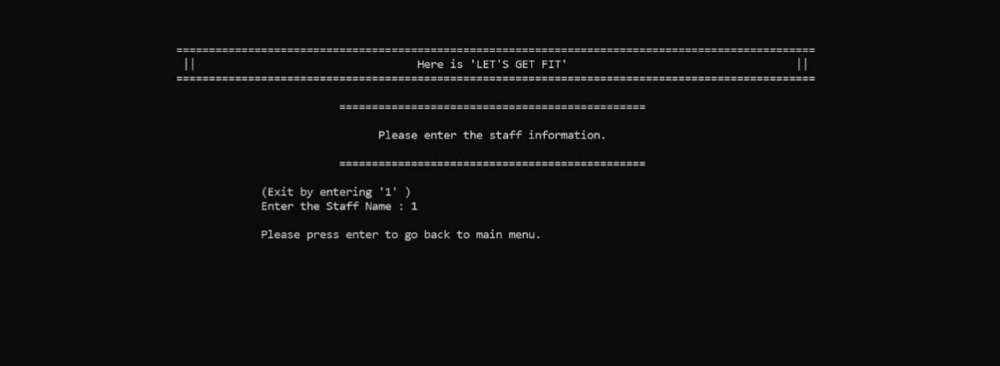 ==================================================================================================
|| Here is 'LET'S GET FIT' ||
==================================================================================================
===============================================
Please enter the staff information.
===============================================
(Exit by entering '1' )
Enter the Staff Name : 1
Please press enter to go back to main menu.